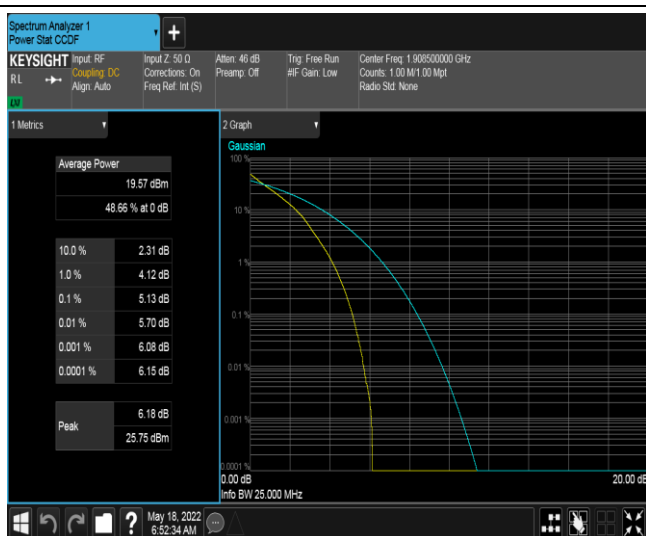 Spectrum Analyzer 1
Power Stat CCDF
KEYSIGHT
RL
Input: RF
Coupling: DC
Align: Auto
Input Z: 50 Ω
Corrections: On
Freq Ref: Int (S)
Atten: 46 dB
Preamp: Off
Trig: Free Run
#IF Gain: Low
Center Freq: 1.908500000 GHz
Counts: 1.00 M/1.00 Mpt
Radio Std: None
1 Metrics
Average Power
19.57 dBm
48.66 % at 0 dB
10.0 % 2.31 dB
1.0 % 4.12 dB
0.1 % 5.13 dB
0.01 % 5.70 dB
0.001 % 6.08 dB
0.0001 % 6.15 dB
Peak
6.18 dB
25.75 dBm
2 Graph
Gaussian
100 %
10 %
1 %
0.1 %
0.01 %
0.001 %
0.0001 %
0.00 dB
20.00 dB
Info BW 25.000 MHz
?
May 18, 2022
6:52:34 AM